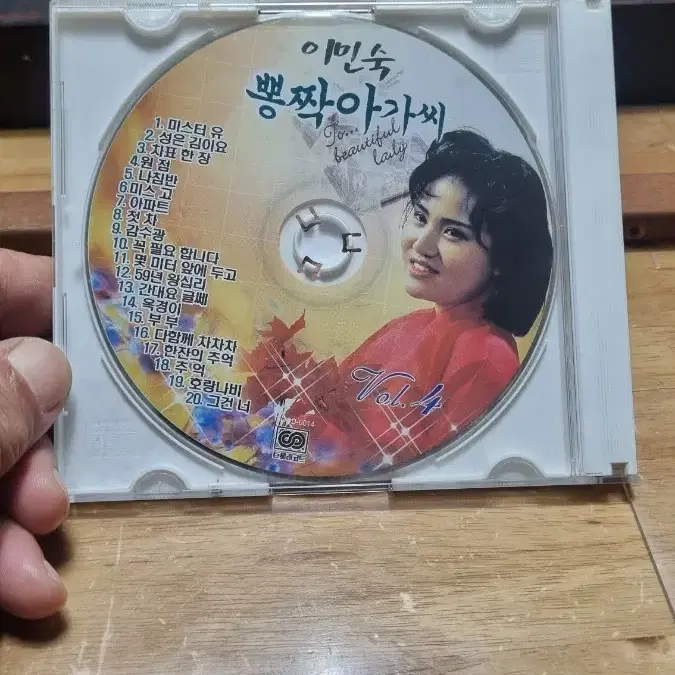 이민숙
뽕짝아가씨
To... beautiful lady
1. 미스터 유
2. 성은 김이요
3. 차표 한 장
4. 원 점
5. 나침반
6. 미스 고
7. 아파트
8. 첫 차
9. 감수광
10. 꼭 필요 합니다
11. 몇 미터 앞에 두고
12. 59년 왕십리
13. 간대요 글쎄
14. 옥경이
15. 부 부
16. 다함께 차차차
17. 한잔의 추억
18. 추 억
19. 호랑나비
20. 그건 너
Vol. 4